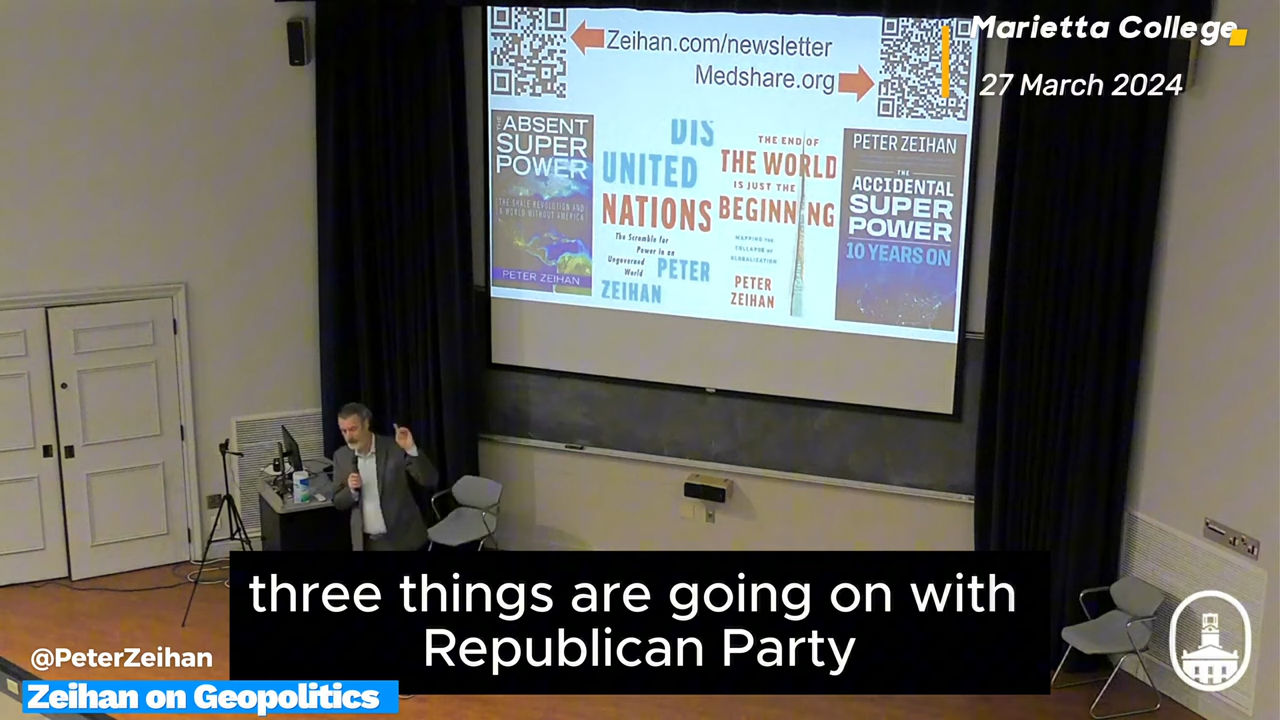 Marietta College
27 March 2024
Zeihan.com/newsletter
Medshare.org
THE
ABSENT
SUPER
POWER
THE SHALE REVOLUTION AND
A WORLD WITHOUT AMERICA
PETER ZEIHAN
DIS
UNITED
NATIONS
The Scramble for
Power in an
Ungoverned
World
PETER
ZEIHAN
THE END OF
THE WORLD
IS JUST THE
BEGINNING
MAPPING THE
COLLAPSE OF
GLOBALIZATION
PETER
ZEIHAN
PETER ZEIHAN
THE
ACCIDENTAL
SUPER
POWER
10 YEARS ON
three things are going on with
Republican Party
@PeterZeihan
Zeihan on Geopolitics